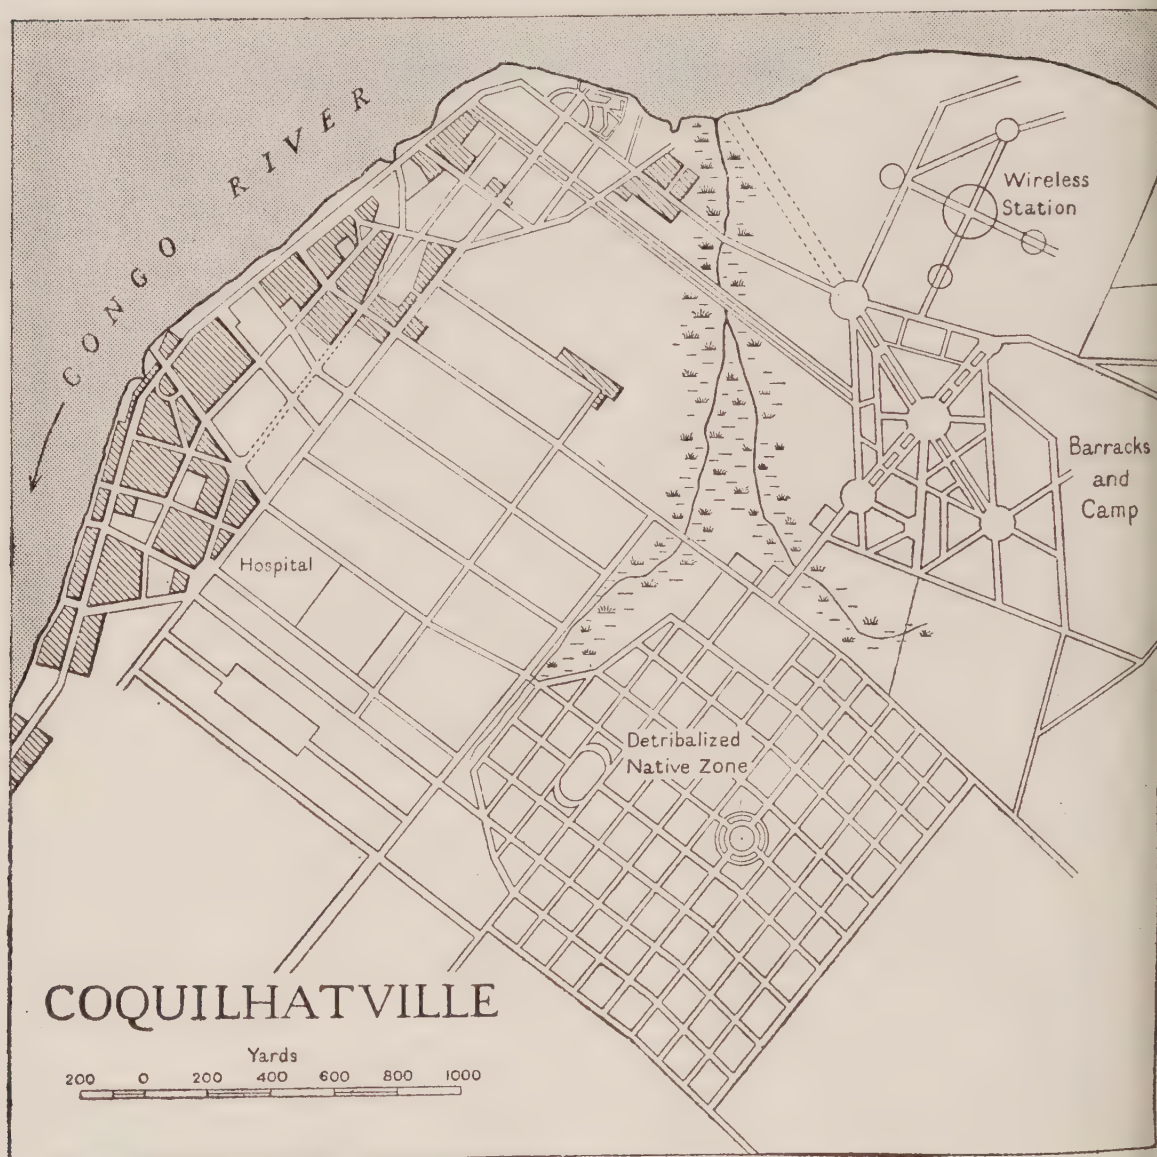 CONGO RIVER
Wireless
Station
Barracks
and
Camp
Hospital
Detribalized
Native Zone
COQUILHATVILLE
Yards
200 0 200 400 600 800 1000